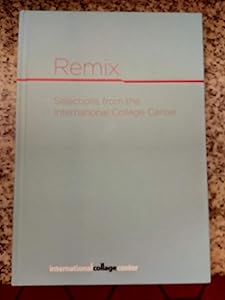 Remix
Selections from the
International Collage Center
internationalcollagecenter